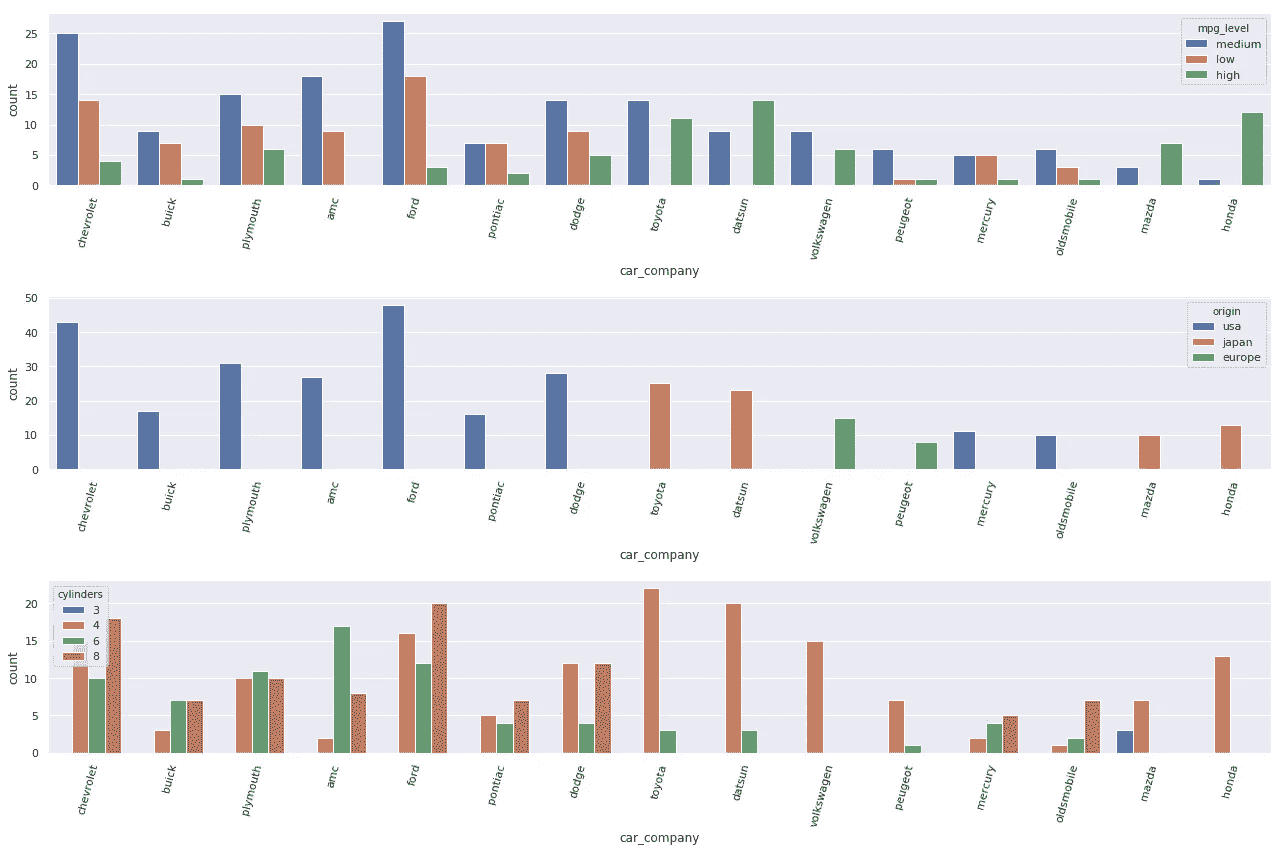 25
20
15
10
5
0
count
mpg_level
medium
low
high
chevrolet
buick
plymouth
amc
ford
pontiac
dodge
toyota
datsun
volkswagen
peugeot
mercury
oldsmobile
mazda
honda
car_company
50
40
30
20
10
0
count
origin
usa
japan
europe
chevrolet
buick
plymouth
amc
ford
pontiac
dodge
toyota
datsun
volkswagen
peugeot
mercury
oldsmobile
mazda
honda
car_company
20
15
10
5
0
count
cylinders
3
4
6
8
chevrolet
buick
plymouth
amc
ford
pontiac
dodge
toyota
datsun
volkswagen
peugeot
mercury
oldsmobile
mazda
honda
car_company